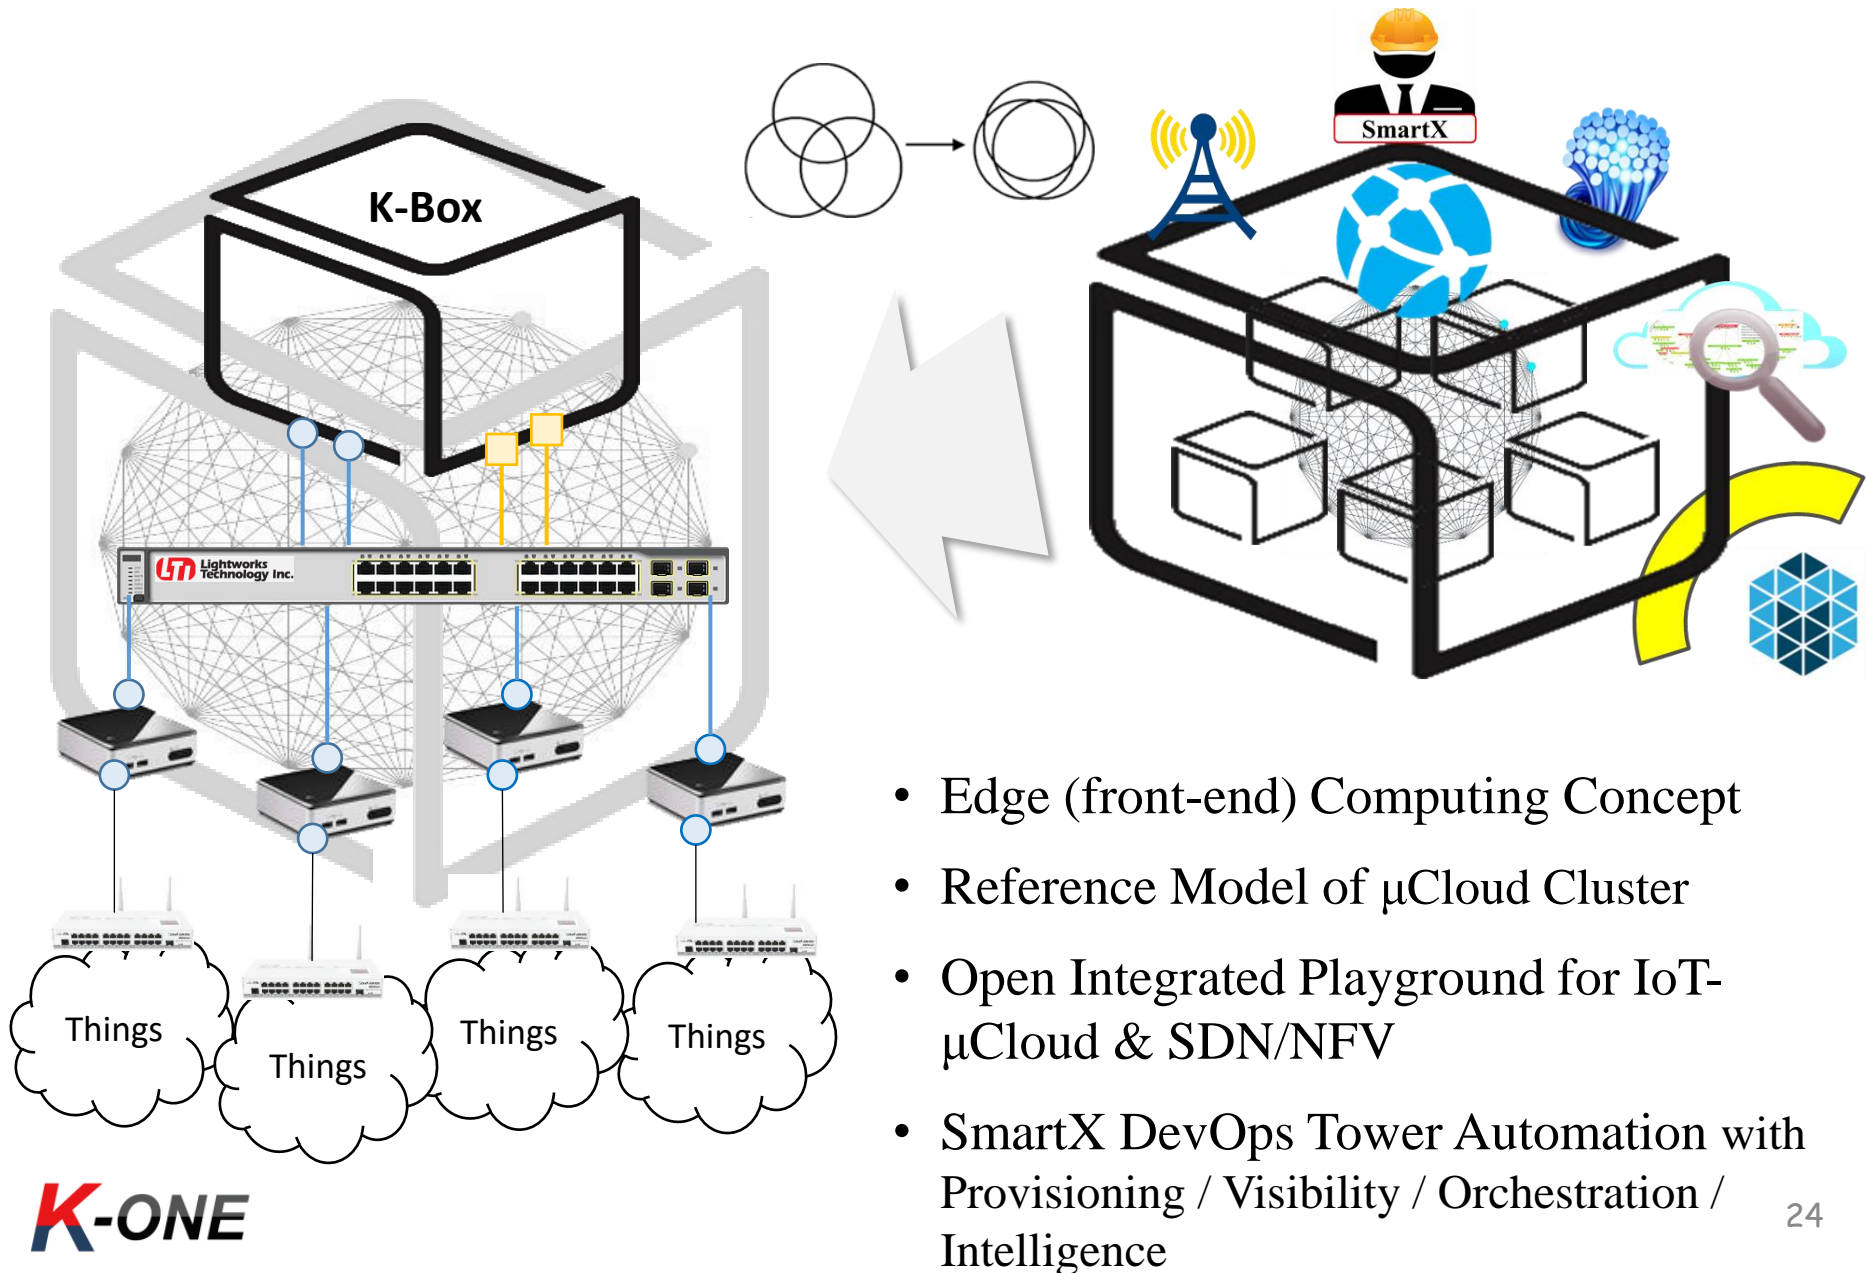 SmartX
K-Box
Lightworks
Technology Inc.
Things
Things
Things
Things
• Edge (front-end) Computing Concept
• Reference Model of μCloud Cluster
• Open Integrated Playground for IoT-
μCloud & SDN/NFV
• SmartX DevOps Tower Automation with
Provisioning / Visibility / Orchestration /
Intelligence
K-ONE
24